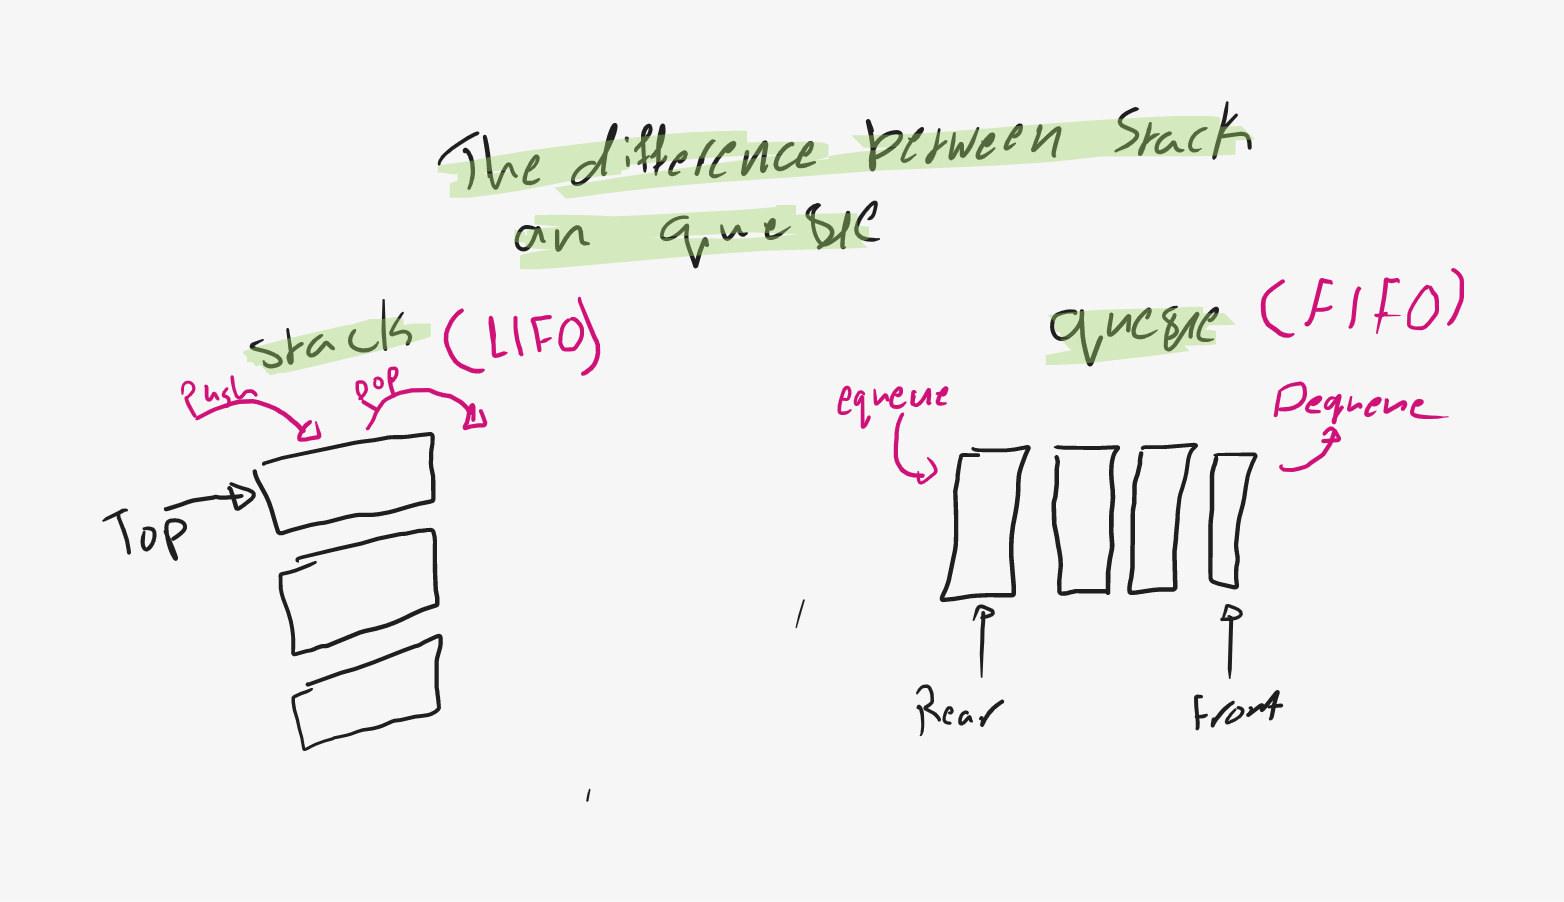 The difference between Stack
an queue
stack (LIFO)
push
pop
Top
queue (FIFO)
equeue
Dequeue
Rear
Front